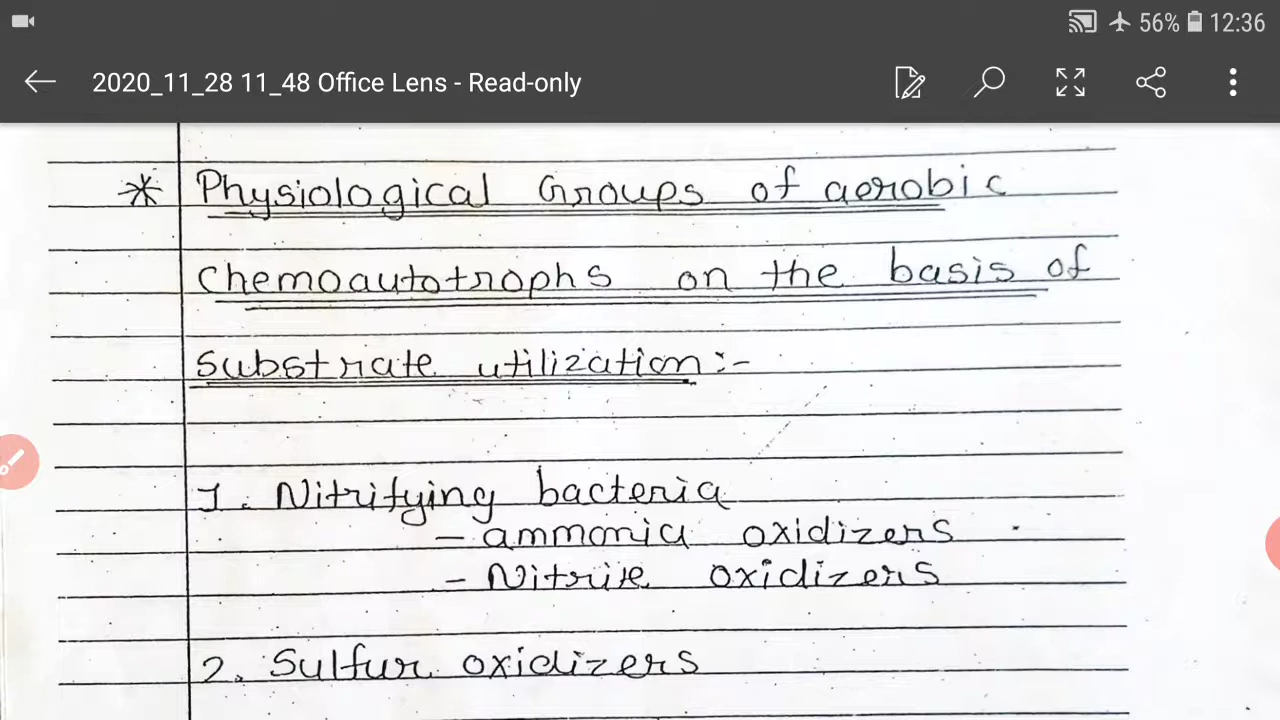 56% 12:36
2020_11_28 11_48 Office Lens - Read-only
* Physiological Groups of aerobic
Chemoautotrophs on the basis of
Substrate utilization:-
1. Nitrifying bacteria
- ammonia oxidizers
- Nitrite oxidizers
2. Sulfur oxidizers